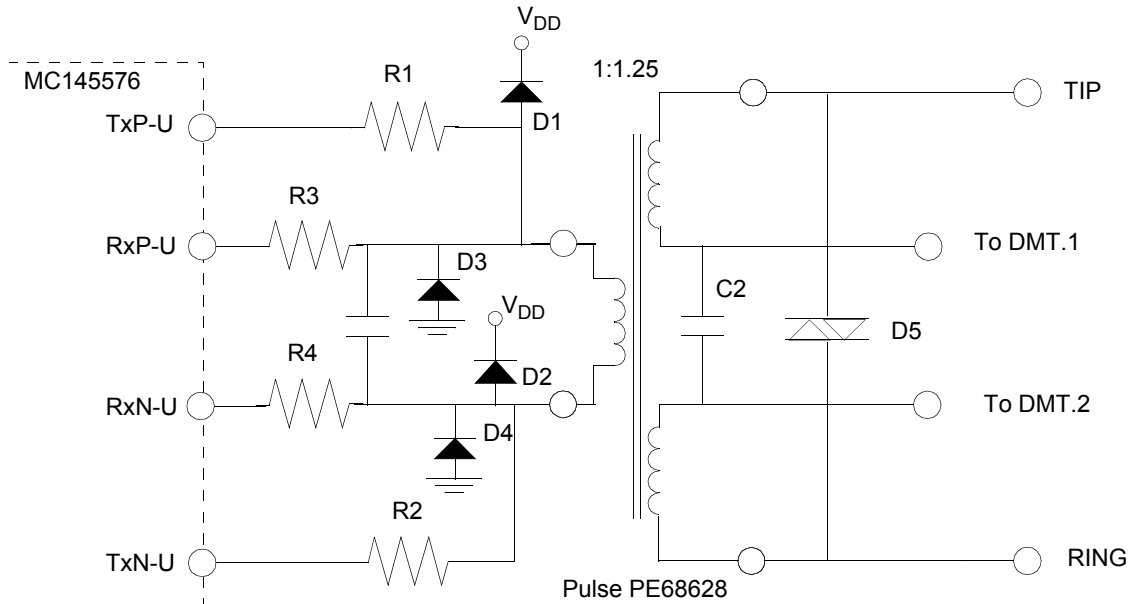 VDD
MC145576
R1
1:1.25
TIP
TxP-U
D1
R3
RxP-U
To DMT.1
D3
C2
VDD
D5
R4
D2
RxN-U
To DMT.2
D4
R2
TxN-U
RING
Pulse PE68628